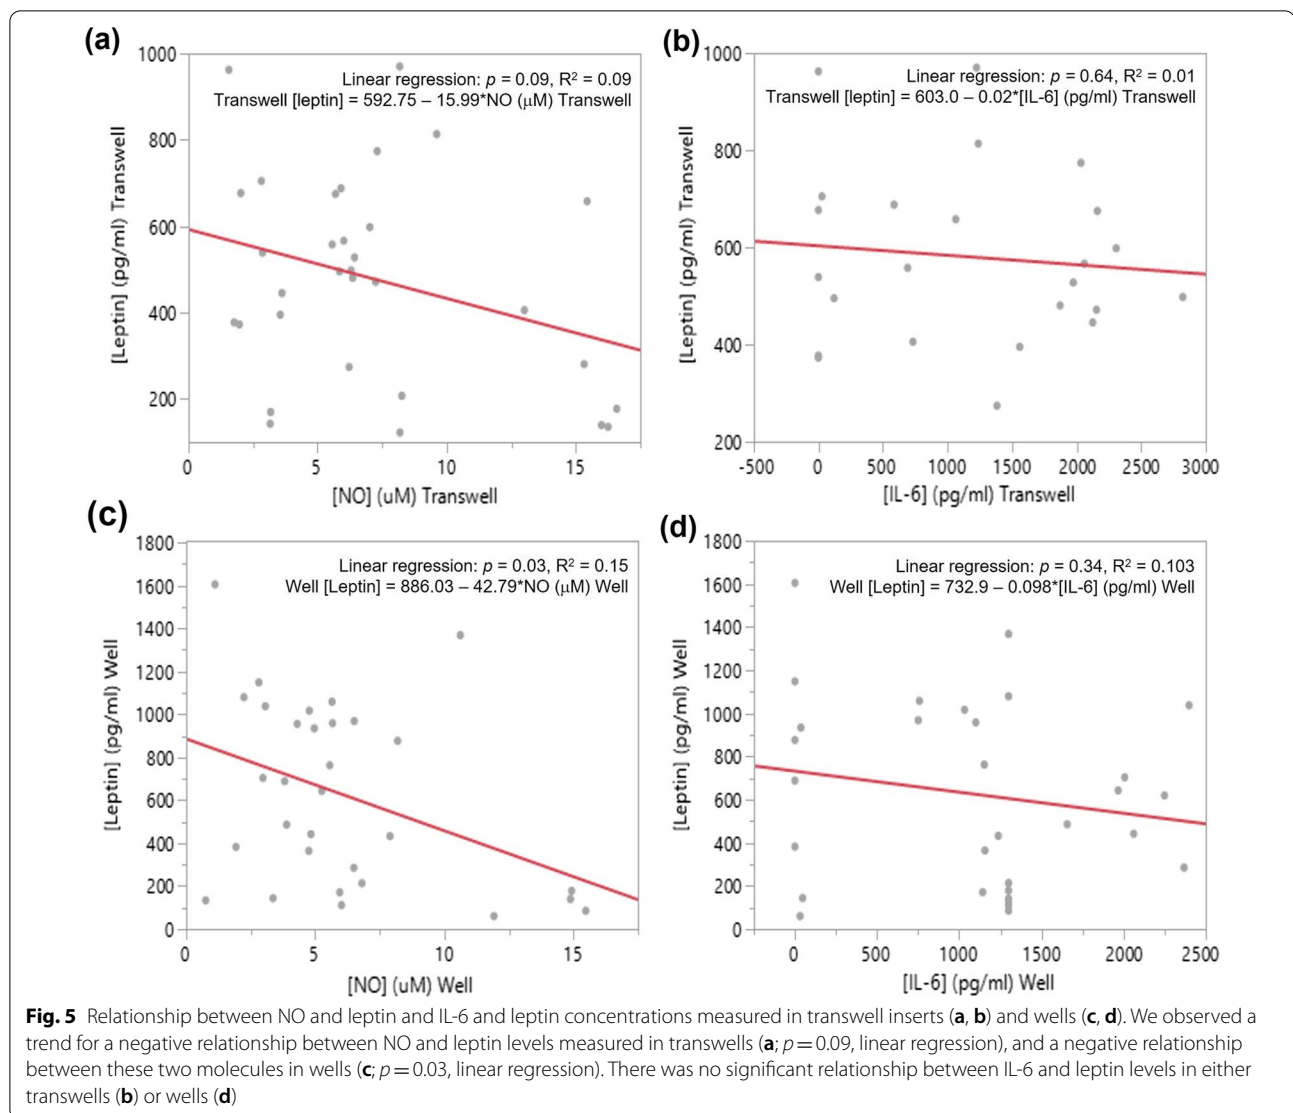 (a)
1000
800
600
400
200
[Leptin] (pg/ml) Transwell
Linear regression: p = 0.09, R² = 0.09
Transwell [leptin] = 592.75 – 15.99*NO (μM) Transwell
0 5 10 15
[NO] (uM) Transwell
(b)
1000
800
600
400
200
[Leptin] (pg/ml) Transwell
Linear regression: p = 0.64, R² = 0.01
Transwell [leptin] = 603.0 – 0.02*[IL-6] (pg/ml) Transwell
-500 0 500 1000 1500 2000 2500 3000
[IL-6] (pg/ml) Transwell
(c)
1800
1600
1400
1200
1000
800
600
400
200
0
[Leptin] (pg/ml) Well
Linear regression: p = 0.03, R² = 0.15
Well [Leptin] = 886.03 – 42.79*NO (μM) Well
0 5 10 15
[NO] (uM) Well
(d)
1800
1600
1400
1200
1000
800
600
400
200
0
[Leptin] (pg/ml) Well
Linear regression: p = 0.34, R² = 0.103
Well [Leptin] = 732.9 – 0.098*[IL-6] (pg/ml) Well
0 500 1000 1500 2000 2500
[IL-6] (pg/ml) Well
Fig. 5 Relationship between NO and leptin and IL-6 and leptin concentrations measured in transwell inserts (a, b) and wells (c, d). We observed a
trend for a negative relationship between NO and leptin levels measured in transwells (a; p = 0.09, linear regression), and a negative relationship
between these two molecules in wells (c; p = 0.03, linear regression). There was no significant relationship between IL-6 and leptin levels in either
transwells (b) or wells (d)